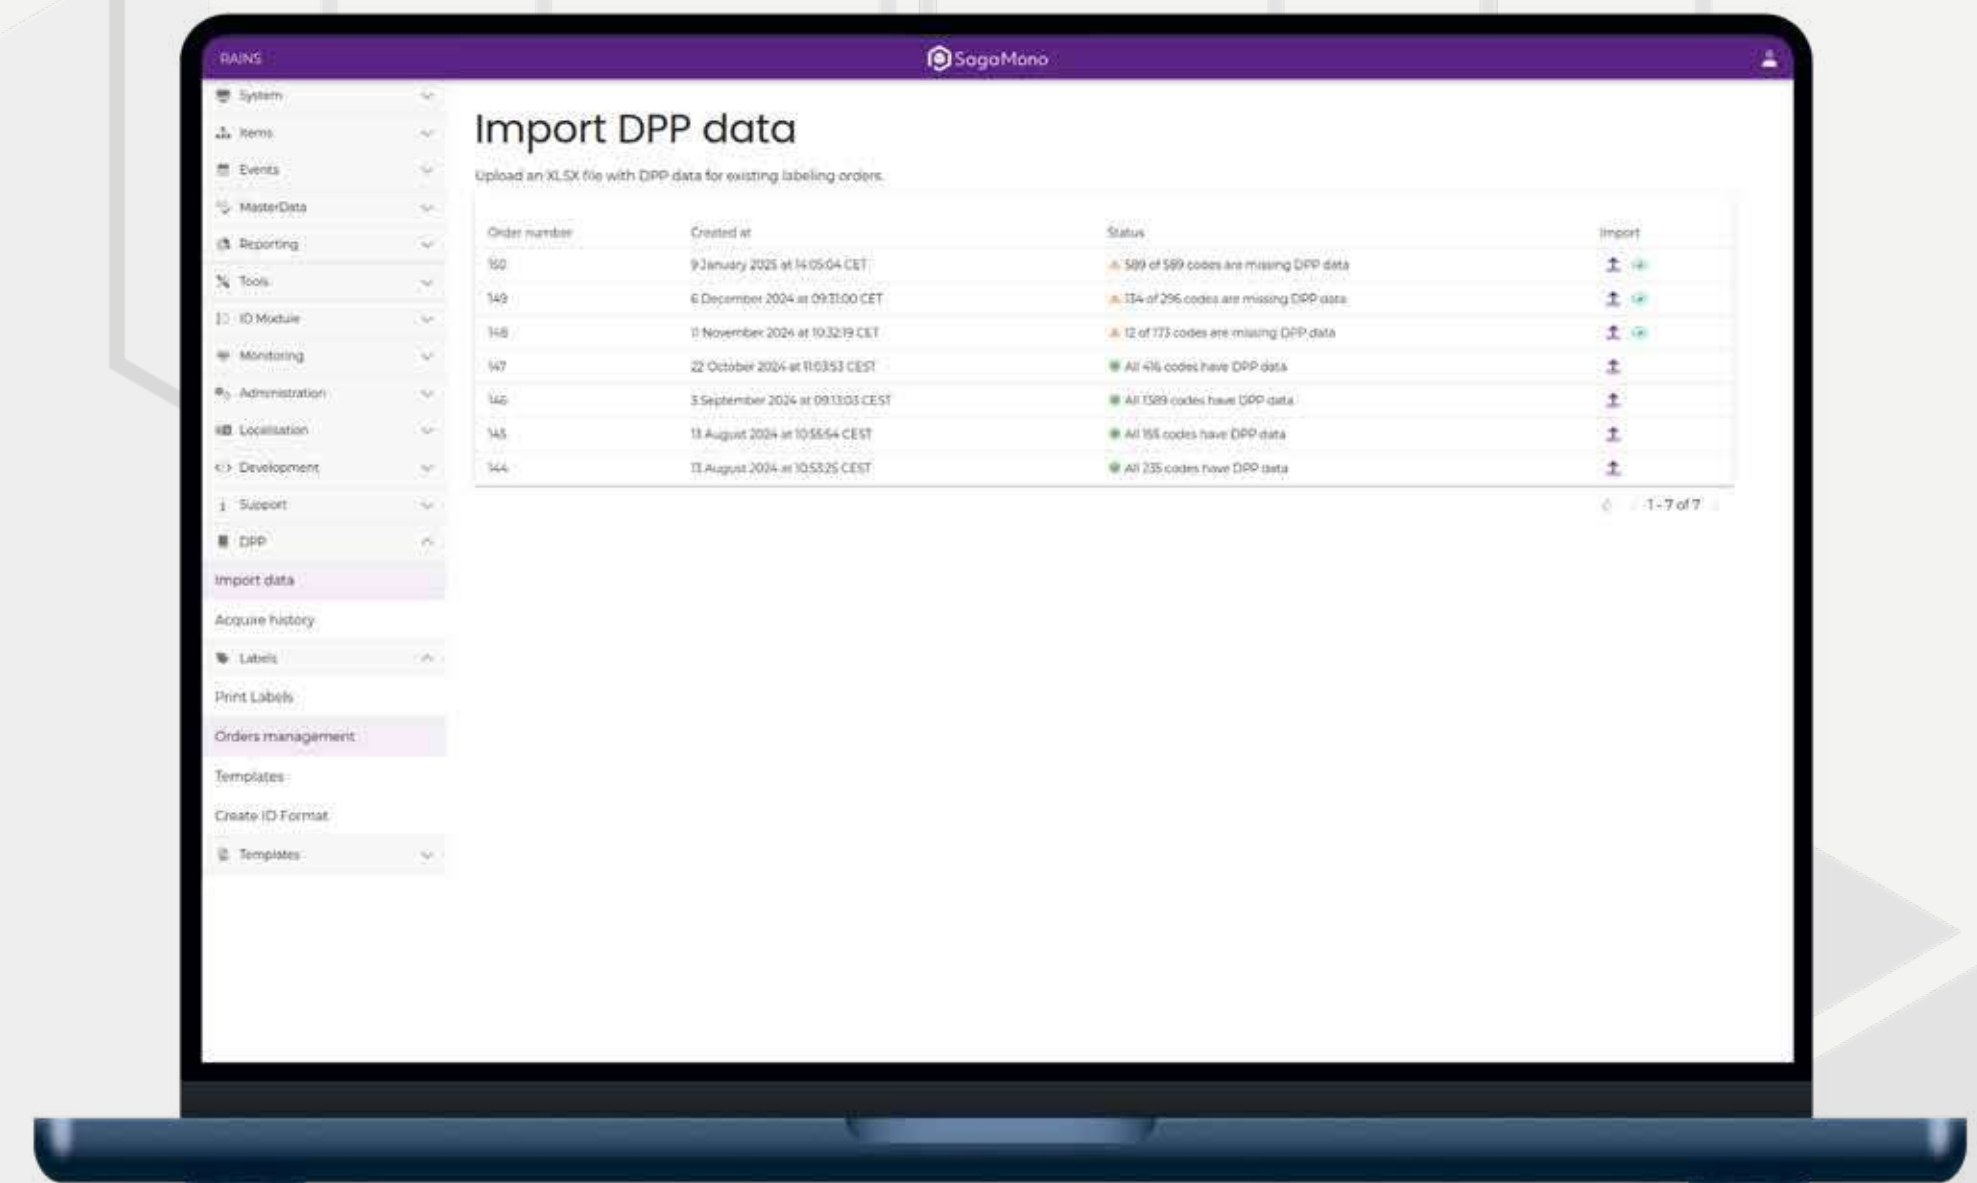 RAINS
SagaMono
System
Items
Events
MasterData
Reporting
Tools
ID Module
Monitoring
Administration
Localisation
Development
Support
DPP
Import data
Acquire history
Labels
Print Labels
Orders management
Templates
Create ID Format
Templates
Import DPP data
Upload an XLSX file with DPP data for existing labeling orders.
Order number Created at Status Import
150 9 January 2025 at 14:05:04 CET 589 of 589 codes are missing DPP data
149 6 December 2024 at 09:31:00 CET 134 of 296 codes are missing DPP data
148 11 November 2024 at 10:32:19 CET 12 of 173 codes are missing DPP data
147 22 October 2024 at 11:03:53 CEST All 416 codes have DPP data
146 3 September 2024 at 09:13:03 CEST All 1389 codes have DPP data
145 13 August 2024 at 10:55:54 CEST All 155 codes have DPP data
144 13 August 2024 at 10:53:25 CEST All 235 codes have DPP data
1 - 7 of 7